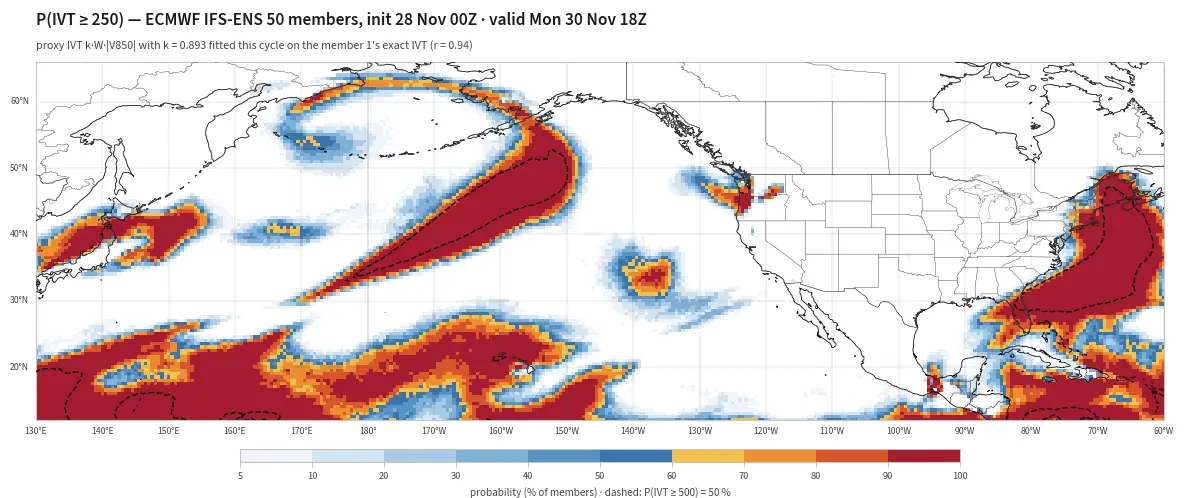 P(IVT ≥ 250) — ECMWF IFS-ENS 50 members, init 28 Nov 00Z · valid Mon 30 Nov 18Z
proxy IVT k·W·|V850| with k = 0.893 fitted this cycle on the member 1's exact IVT (r = 0.94)
60°N
50°N
40°N
30°N
20°N
130°E 140°E 150°E 160°E 170°E 180° 170°W 160°W 150°W 140°W 130°W 120°W 110°W 100°W 90°W 80°W 70°W 60°W
5 10 20 30 40 50 60 70 80 90 100
probability (% of members) · dashed: P(IVT ≥ 500) = 50 %